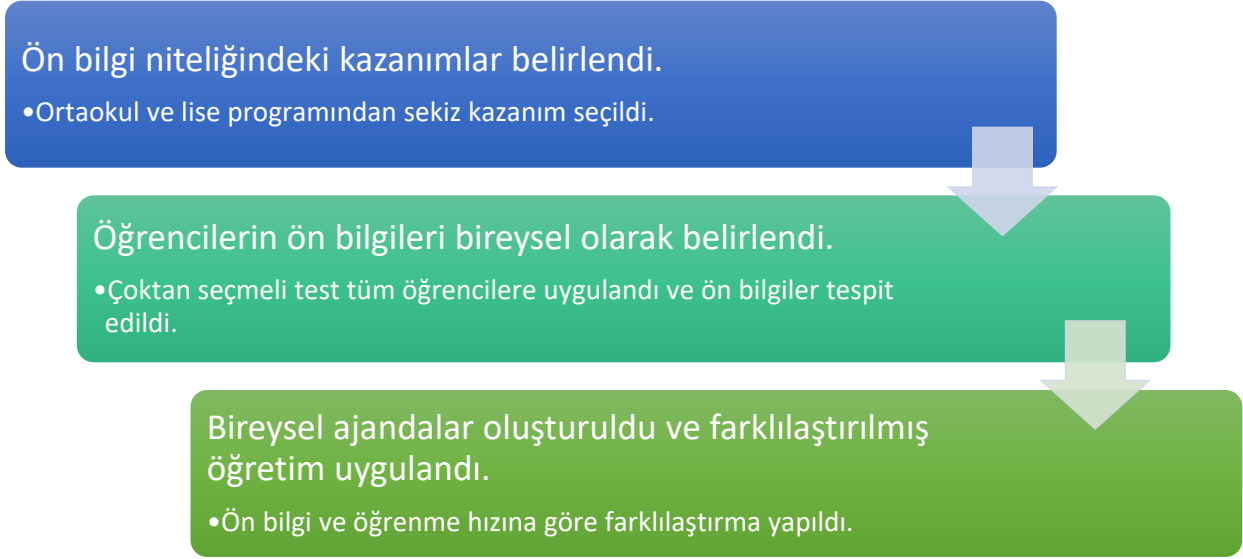 Ön bilgi niteliğindeki kazanımlar belirlendi.
•Ortaokul ve lise programından sekiz kazanım seçildi.
Öğrencilerin ön bilgileri bireysel olarak belirlendi.
•Çoktan seçmeli test tüm öğrencilere uygulandı ve ön bilgiler tespit
edildi.
Bireysel ajandalar oluşturuldu ve farklılaştırılmış
öğretim uygulandı.
•Ön bilgi ve öğrenme hızına göre farklılaştırma yapıldı.